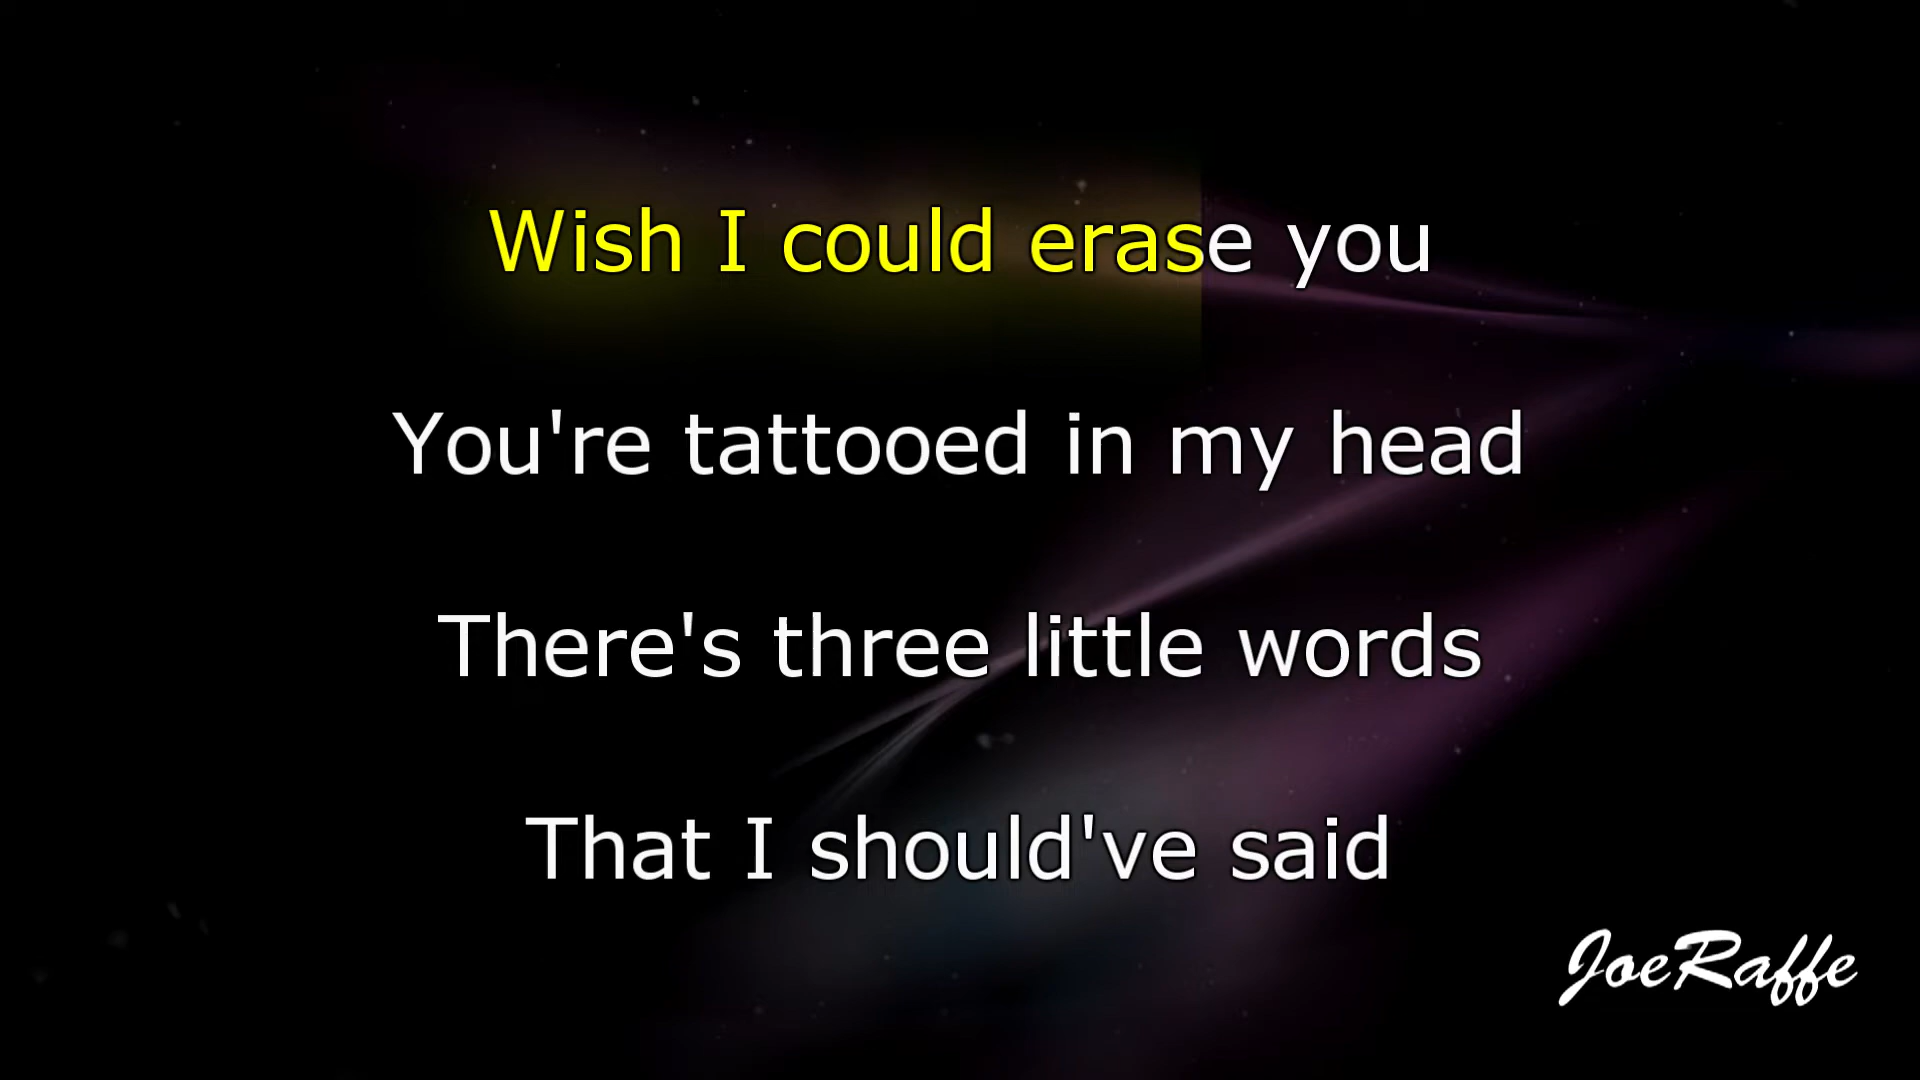 Wish I could erase you
You're tattooed in my head
There's three little words
That I should've said
JoeRaffe